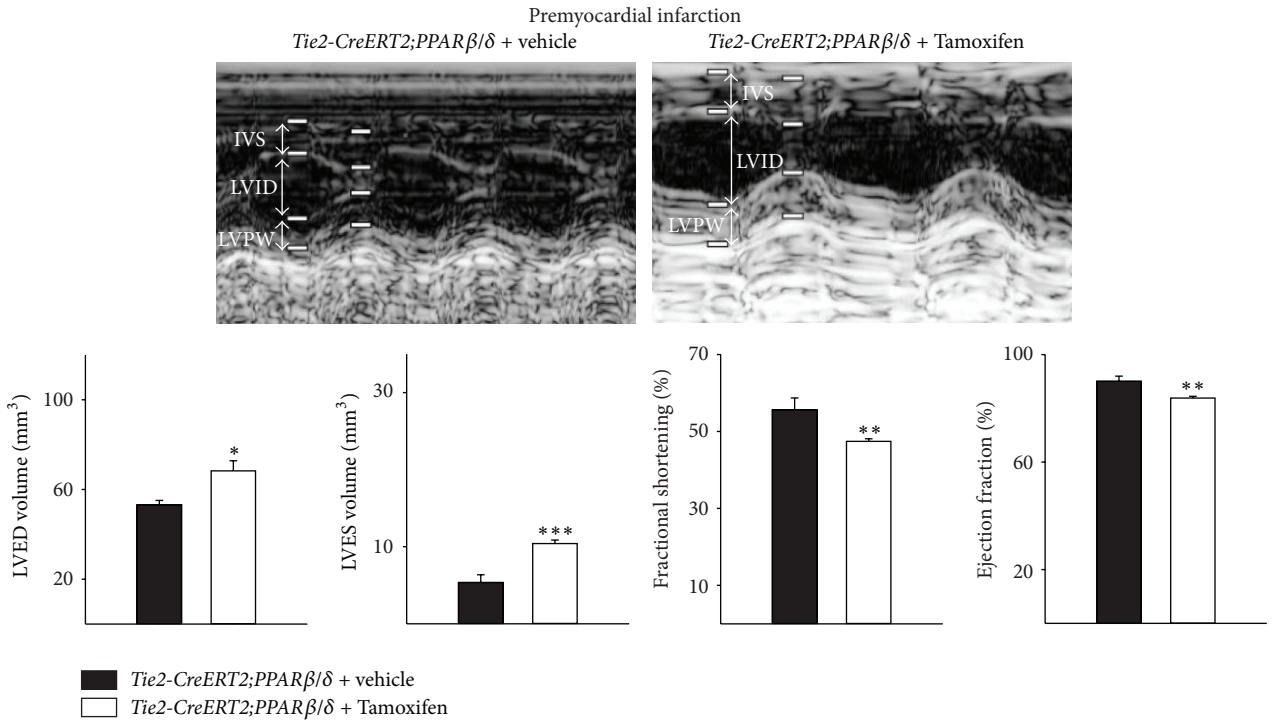 Premyocardial infarction
Tie2-CreERT2;PPARβ/δ + vehicle
Tie2-CreERT2;PPARβ/δ + Tamoxifen
IVS
LVID
LVPW
IVS
LVID
LVPW
LVED volume (mm³)
100
60
20
*
LVES volume (mm³)
30
10
***
Fractional shortening (%)
70
50
30
10
**
Ejection fraction (%)
100
60
20
**
Tie2-CreERT2;PPARβ/δ + vehicle
Tie2-CreERT2;PPARβ/δ + Tamoxifen